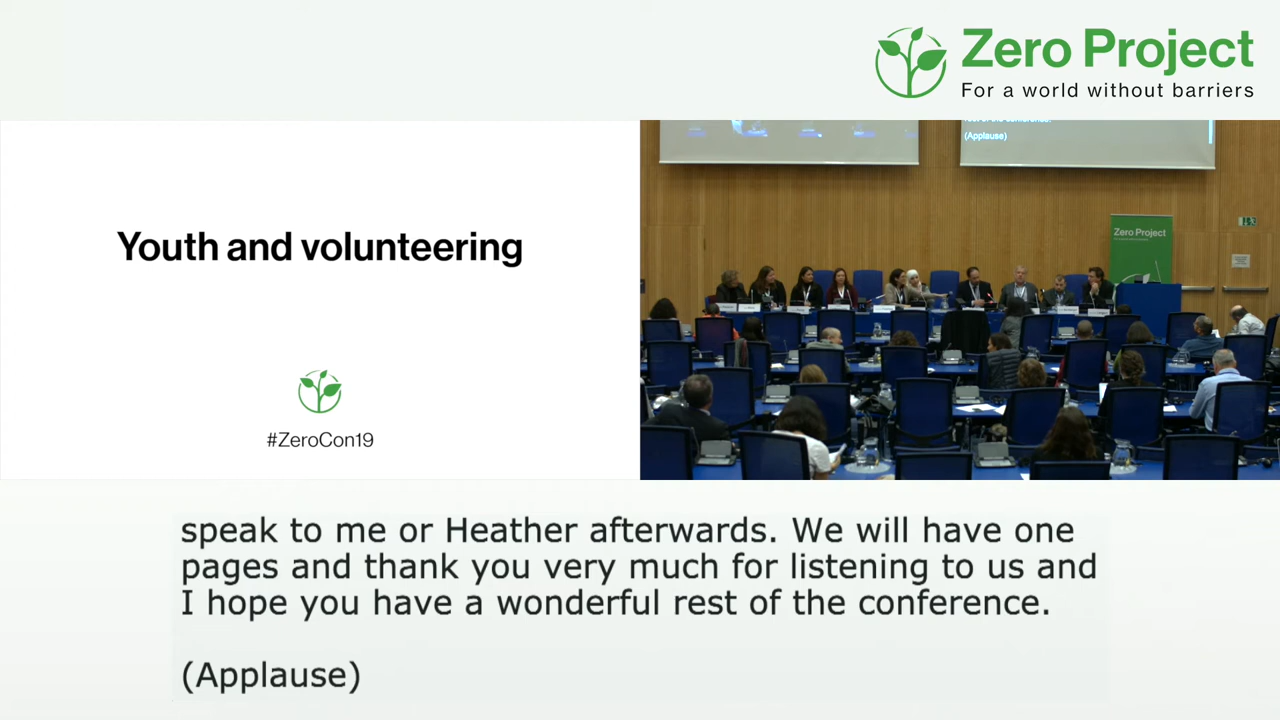 Zero Project
For a world without barriers
Youth and volunteering
#ZeroCon19
(Applause)
Zero Project
speak to me or Heather afterwards. We will have one
pages and thank you very much for listening to us and
I hope you have a wonderful rest of the conference.
(Applause)